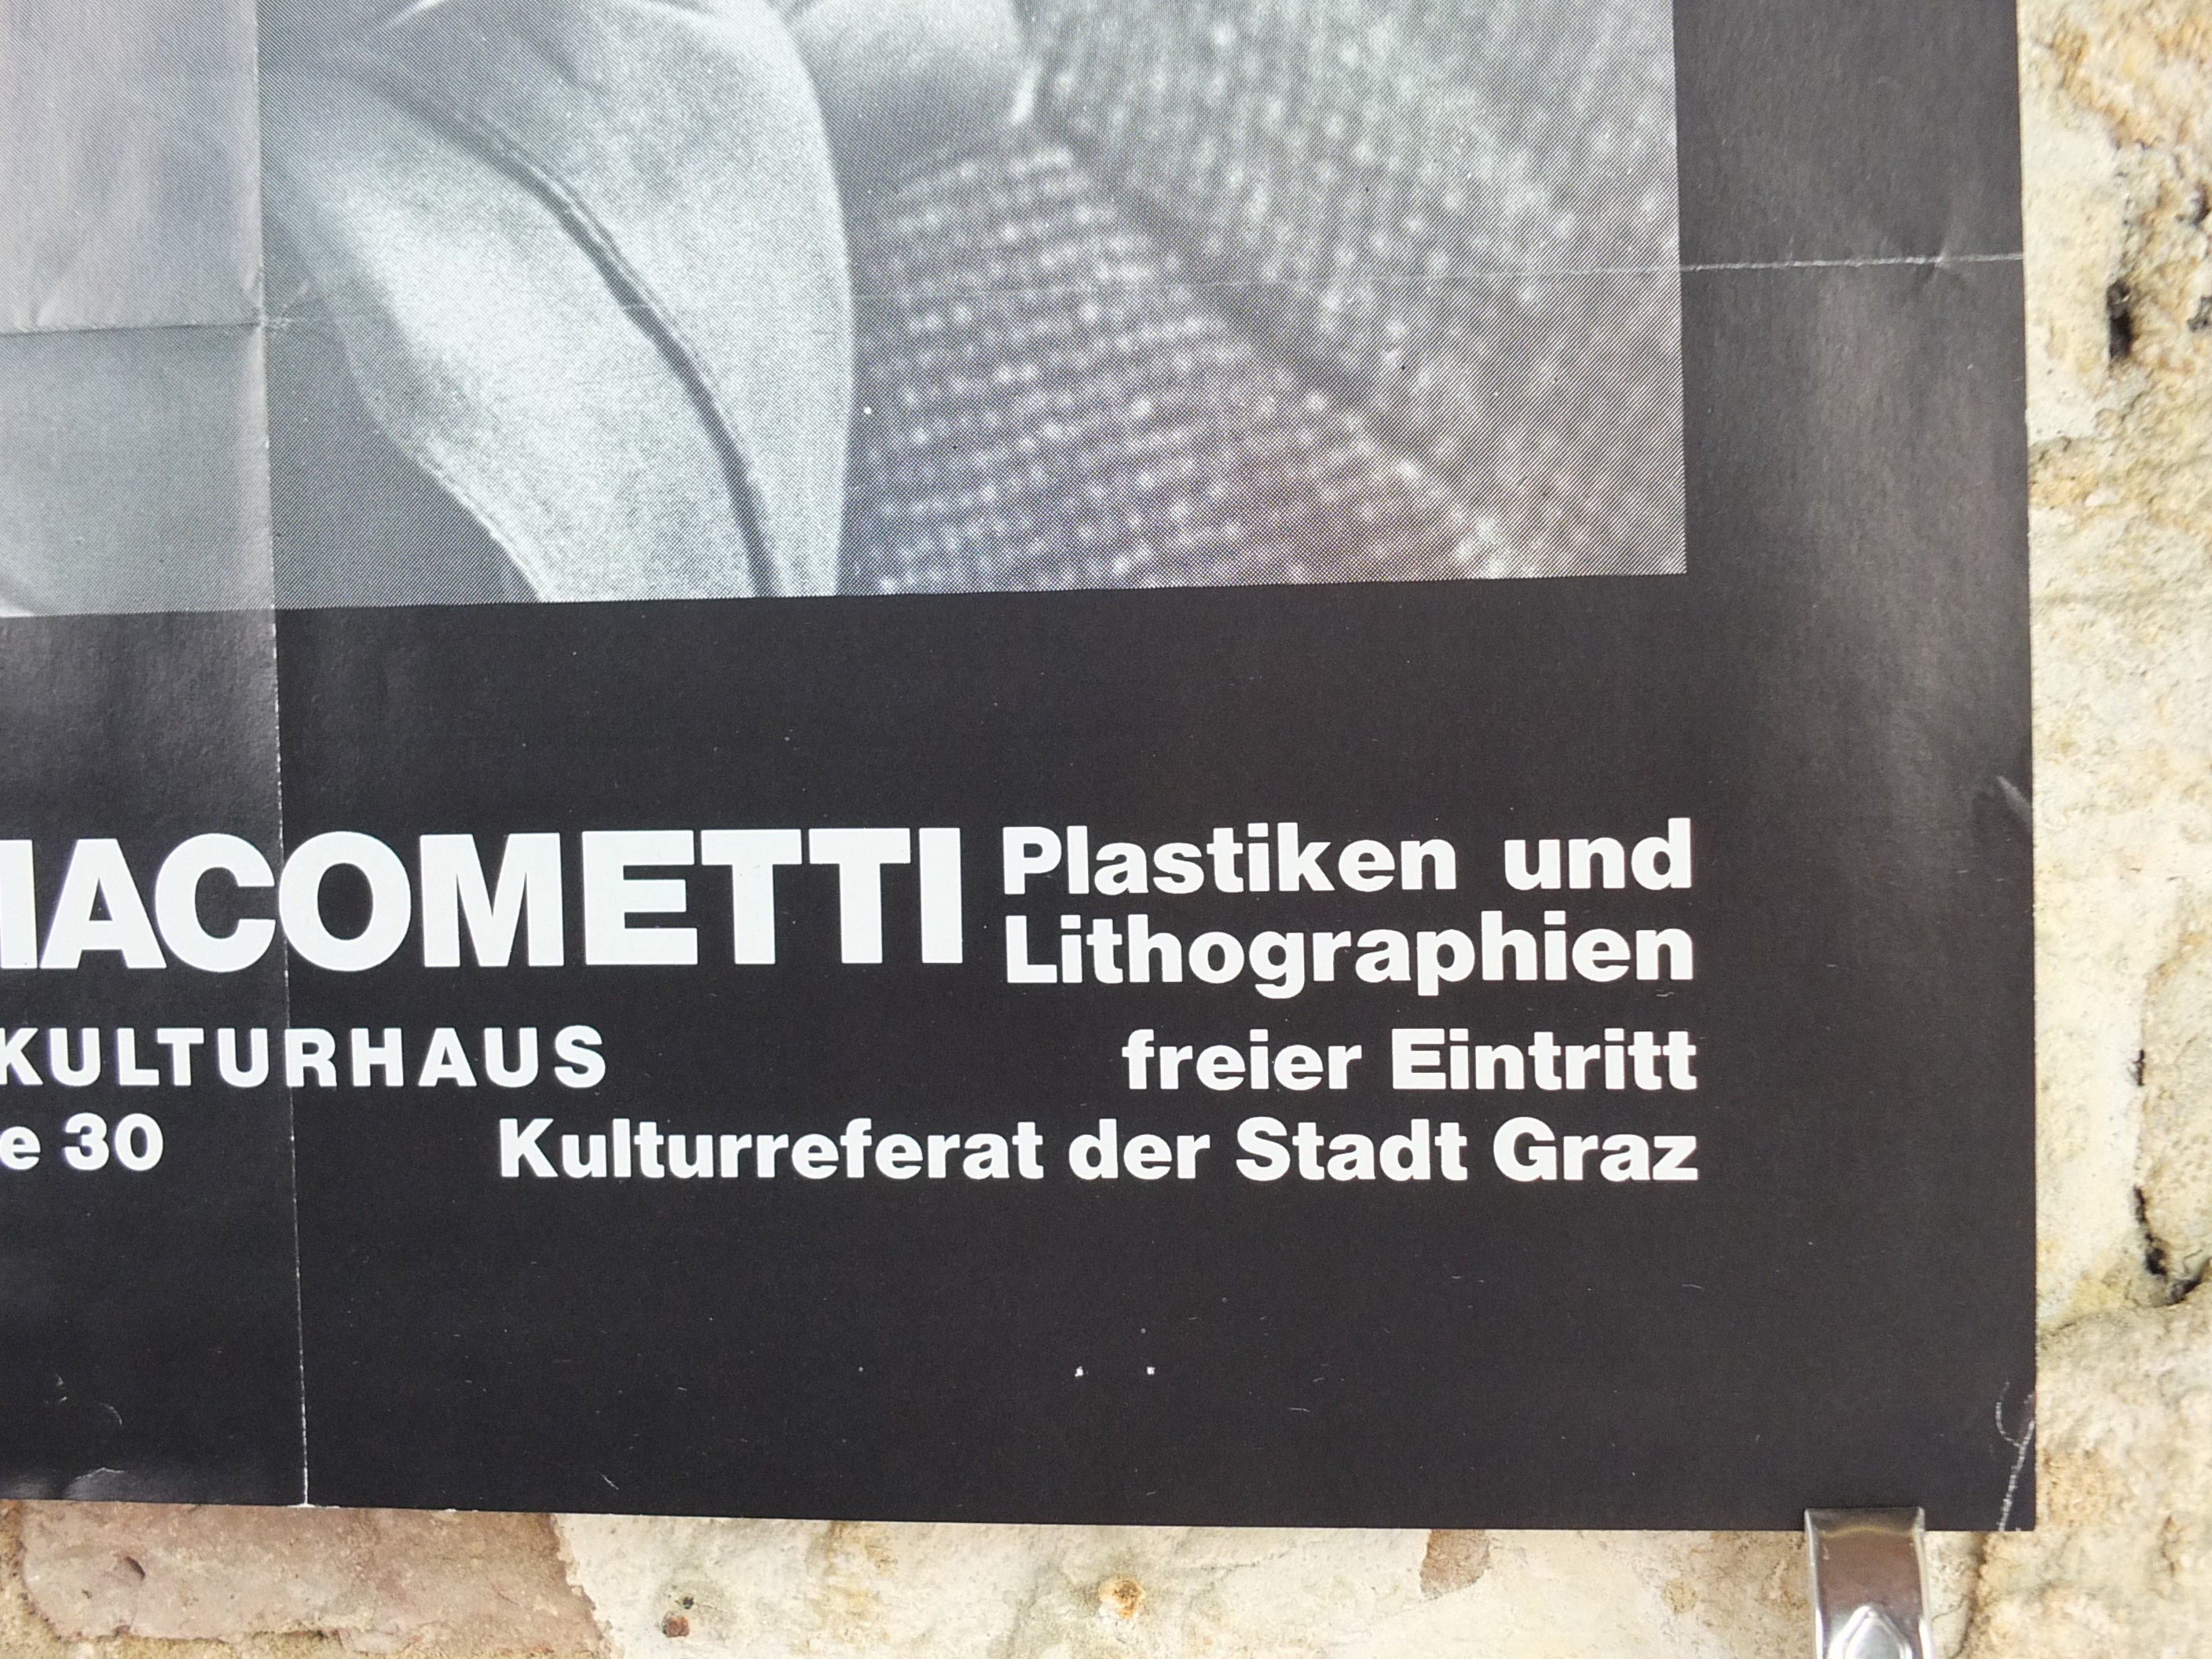 IACOMETTI Plastiken und
Lithographien
KULTURHAUS freier Eintritt
e 30 Kulturreferat der Stadt Graz